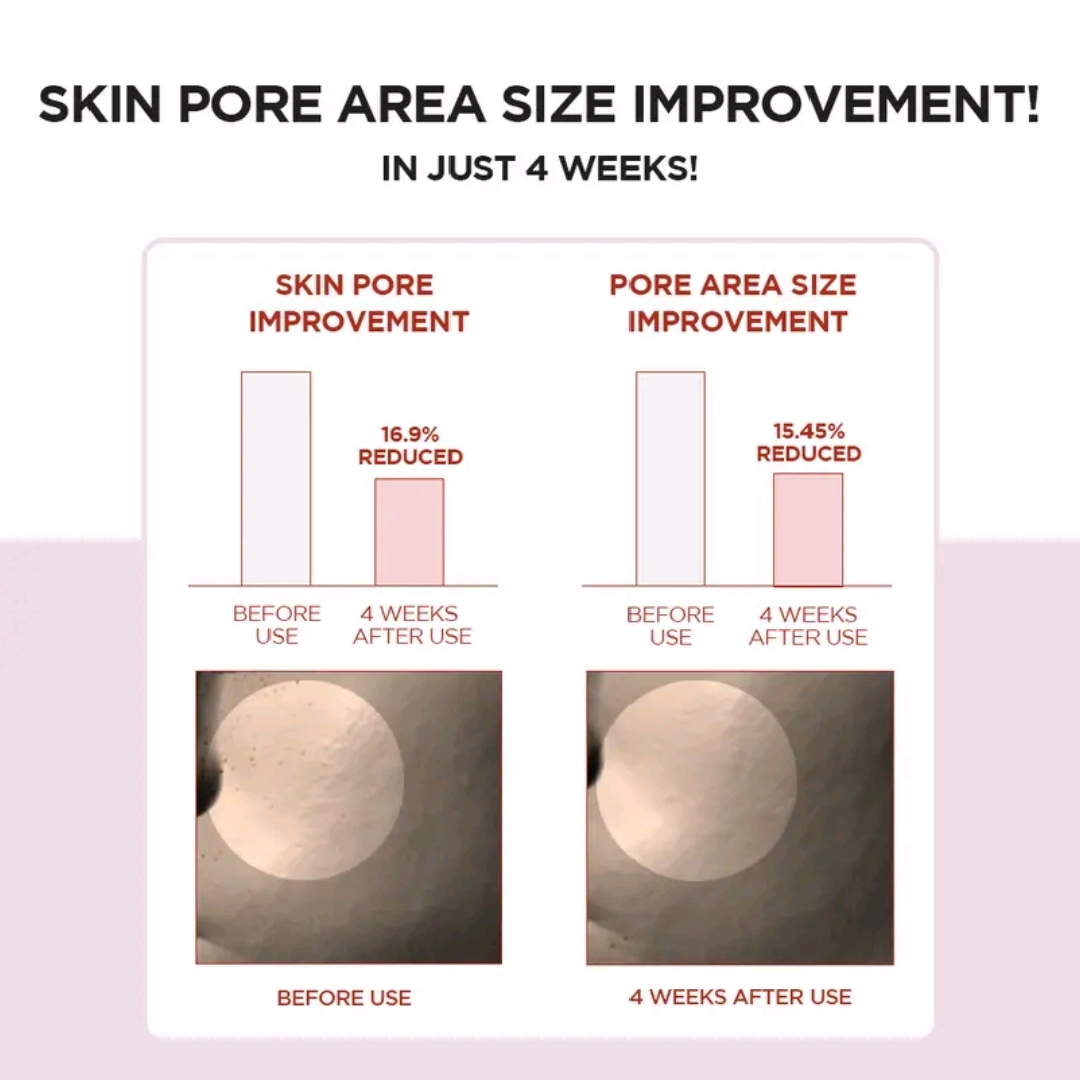 SKIN PORE AREA SIZE IMPROVEMENT!
IN JUST 4 WEEKS!
SKIN PORE
IMPROVEMENT
16.9%
REDUCED
BEFORE
USE
4 WEEKS
AFTER USE
PORE AREA SIZE
IMPROVEMENT
15.45%
REDUCED
BEFORE
USE
4 WEEKS
AFTER USE
BEFORE USE
4 WEEKS AFTER USE